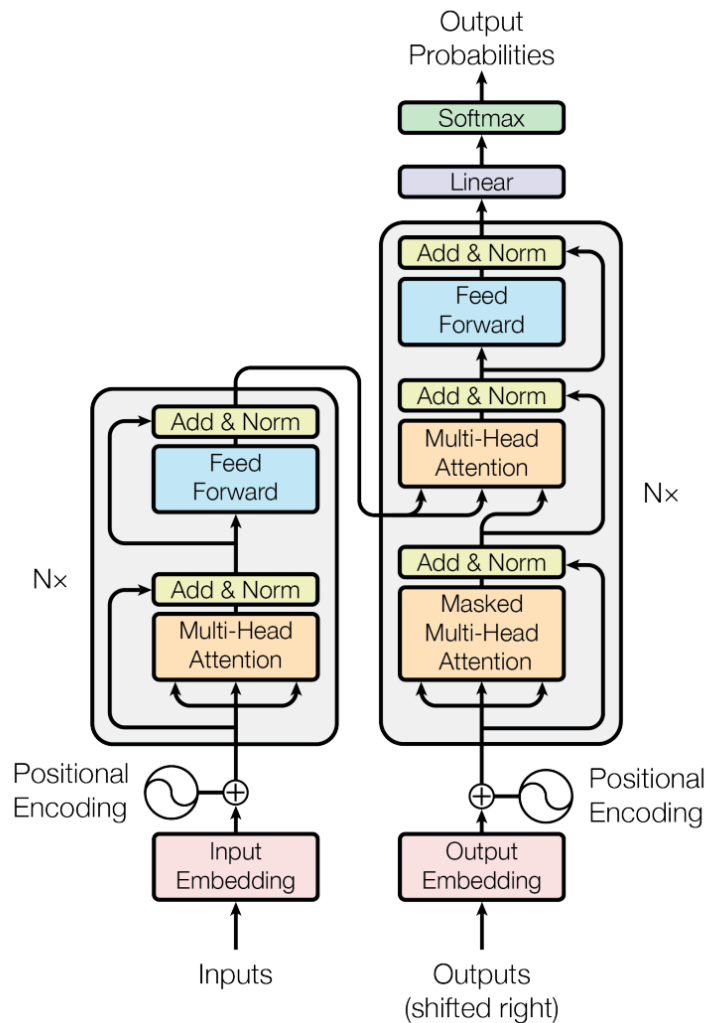 Output
Probabilities
Softmax
Linear
Add & Norm
Feed
Forward
Add & Norm
Multi-Head
Attention
Add & Norm
Masked
Multi-Head
Attention
N×
Add & Norm
Feed
Forward
Add & Norm
Multi-Head
Attention
N×
Positional
Encoding
Positional
Encoding
Input
Embedding
Output
Embedding
Inputs
Outputs
(shifted right)